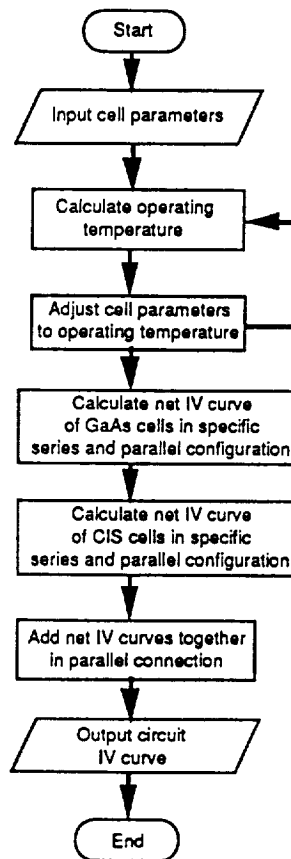 Start
Input cell parameters
Calculate operating
temperature
Adjust cell parameters
to operating temperature
Calculate net IV curve
of GaAs cells in specific
series and parallel configuration
Calculate net IV curve
of CIS cells in specific
series and parallel configuration
Add net IV curves together
in parallel connection
Output circuit
IV curve
End